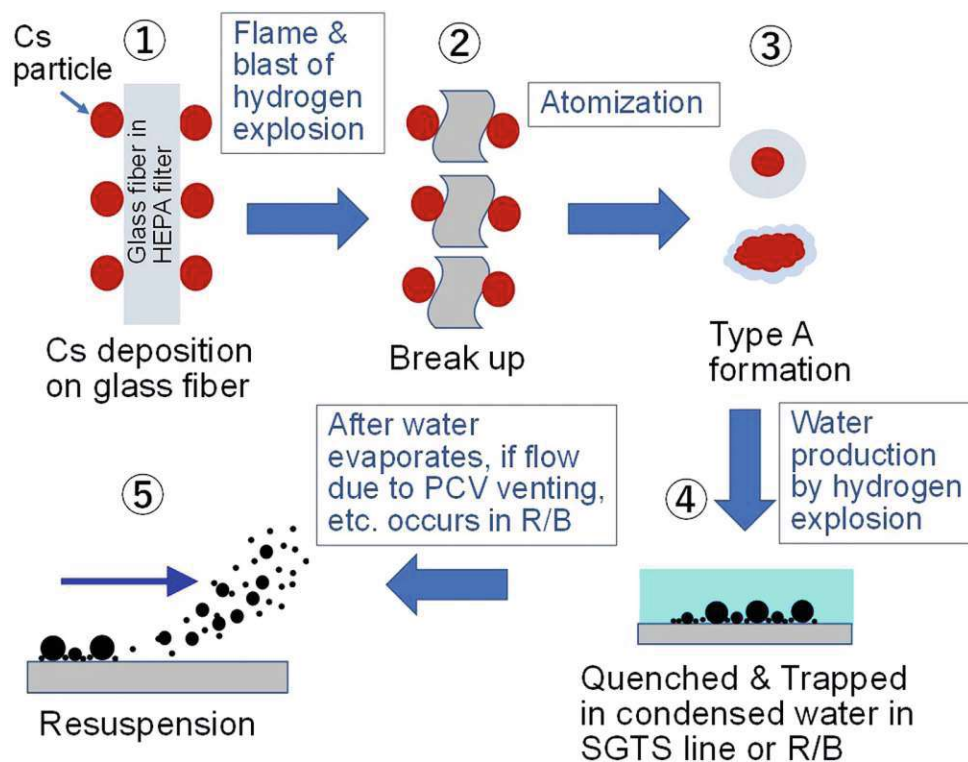 ①
Cs
particle
Glass fiber in
HEPA filter
Cs deposition
on glass fiber
Flame &
blast of
hydrogen
explosion
②
Break up
Atomization
③
Type A
formation
Water
production
by hydrogen
explosion
④
Quenched & Trapped
in condensed water in
SGTS line or R/B
After water
evaporates, if flow
due to PCV venting,
etc. occurs in R/B
⑤
Resuspension